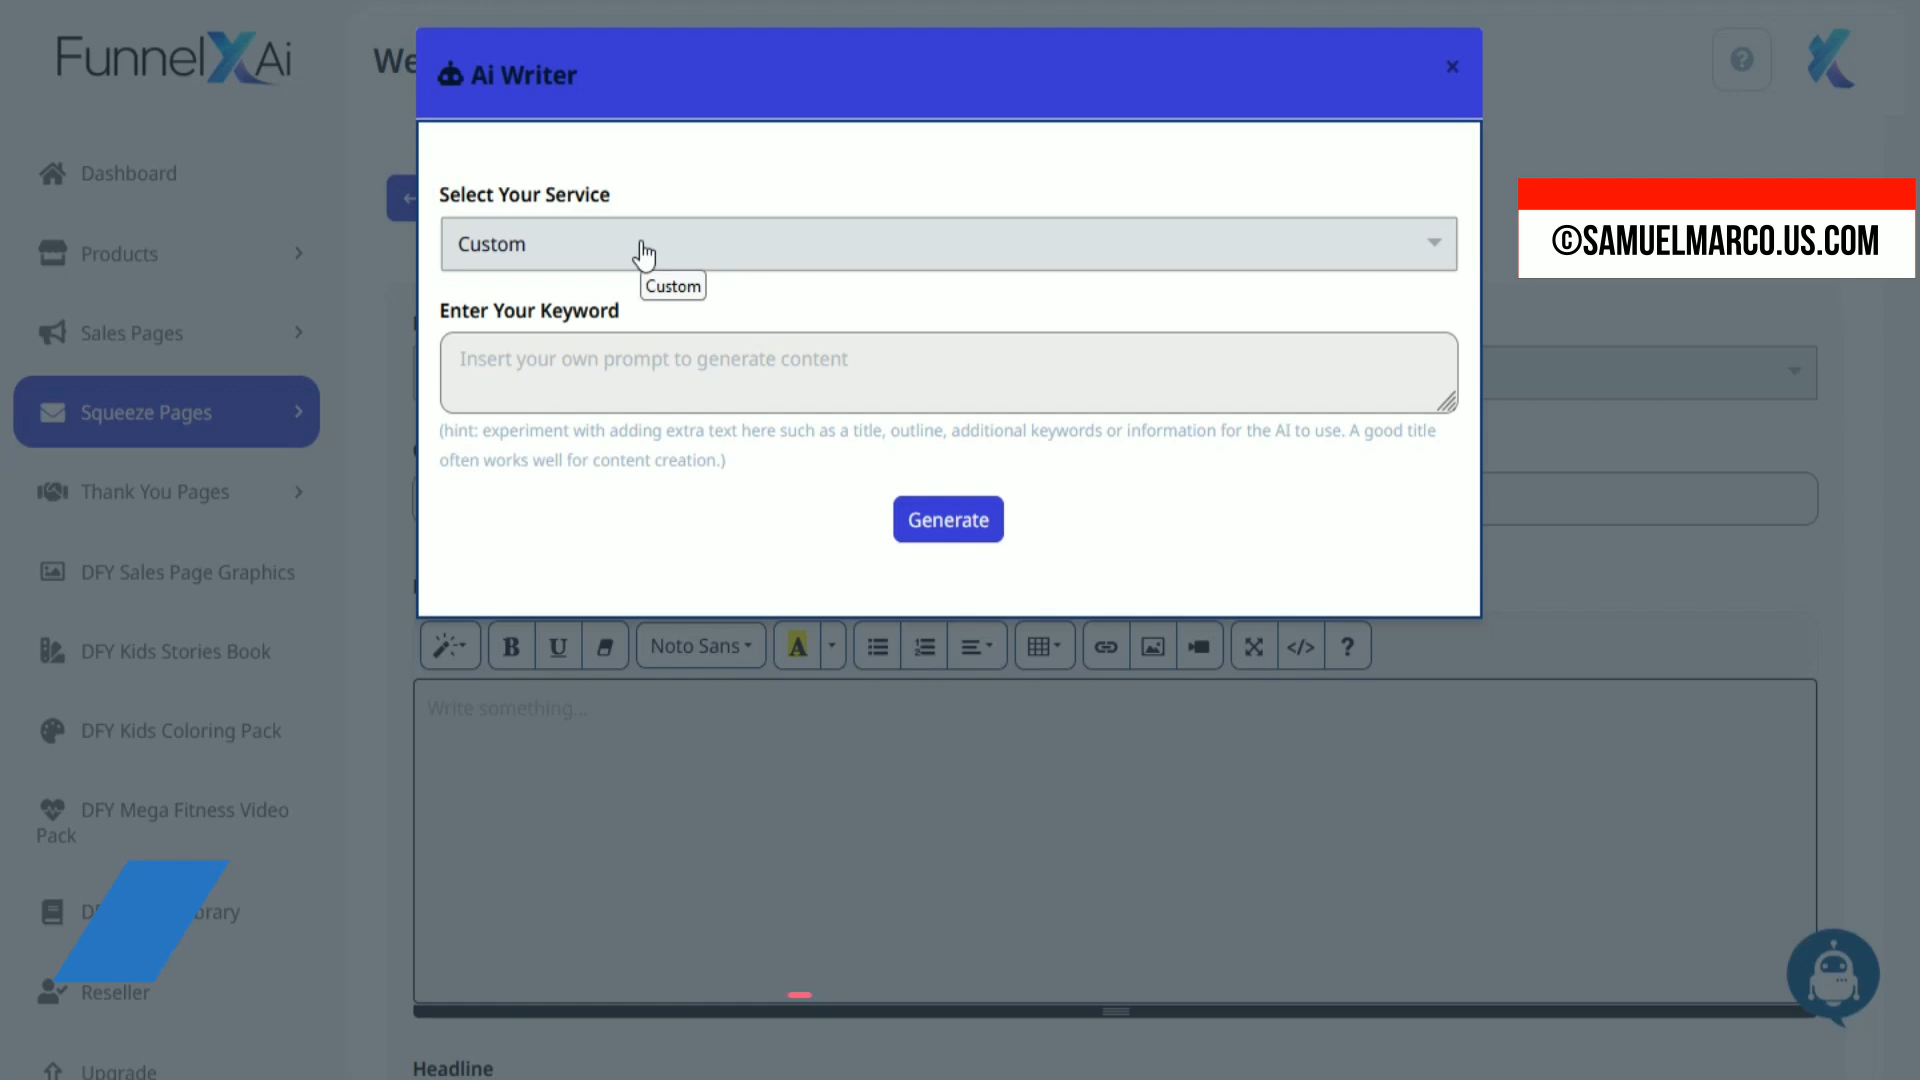 FunnelXAi
We
Ai Writer
×
Dashboard
Select Your Service
Custom
©SAMUELMARCO.US.COM
Products
Custom
Enter Your Keyword
Sales Pages
Insert your own prompt to generate content
Squeeze Pages
(hint: experiment with adding extra text here such as a title, outline, additional keywords or information for the AI to use. A good title
often works well for content creation.)
Thank You Pages
Generate
DFY Sales Page Graphics
DFY Kids Stories Book
B U Noto Sans A </> ?
Write something...
DFY Kids Coloring Pack
DFY Mega Fitness Video
Pack
Reseller
Headline
Upgrade